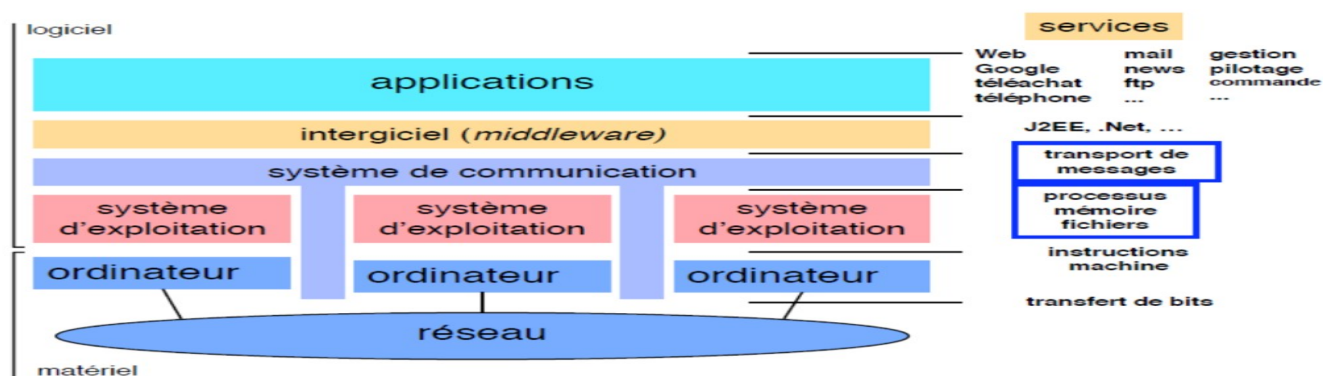 logiciel
applications
intergiciel (middleware)
système de communication
système
d'exploitation
système
d'exploitation
système
d'exploitation
ordinateur
ordinateur
ordinateur
réseau
matériel
services
Web mail gestion
Google news pilotage
téléachat ftp commande
téléphone ... ...
J2EE, .Net, ...
transport de
messages
processus
mémoire
fichiers
instructions
machine
transfert de bits